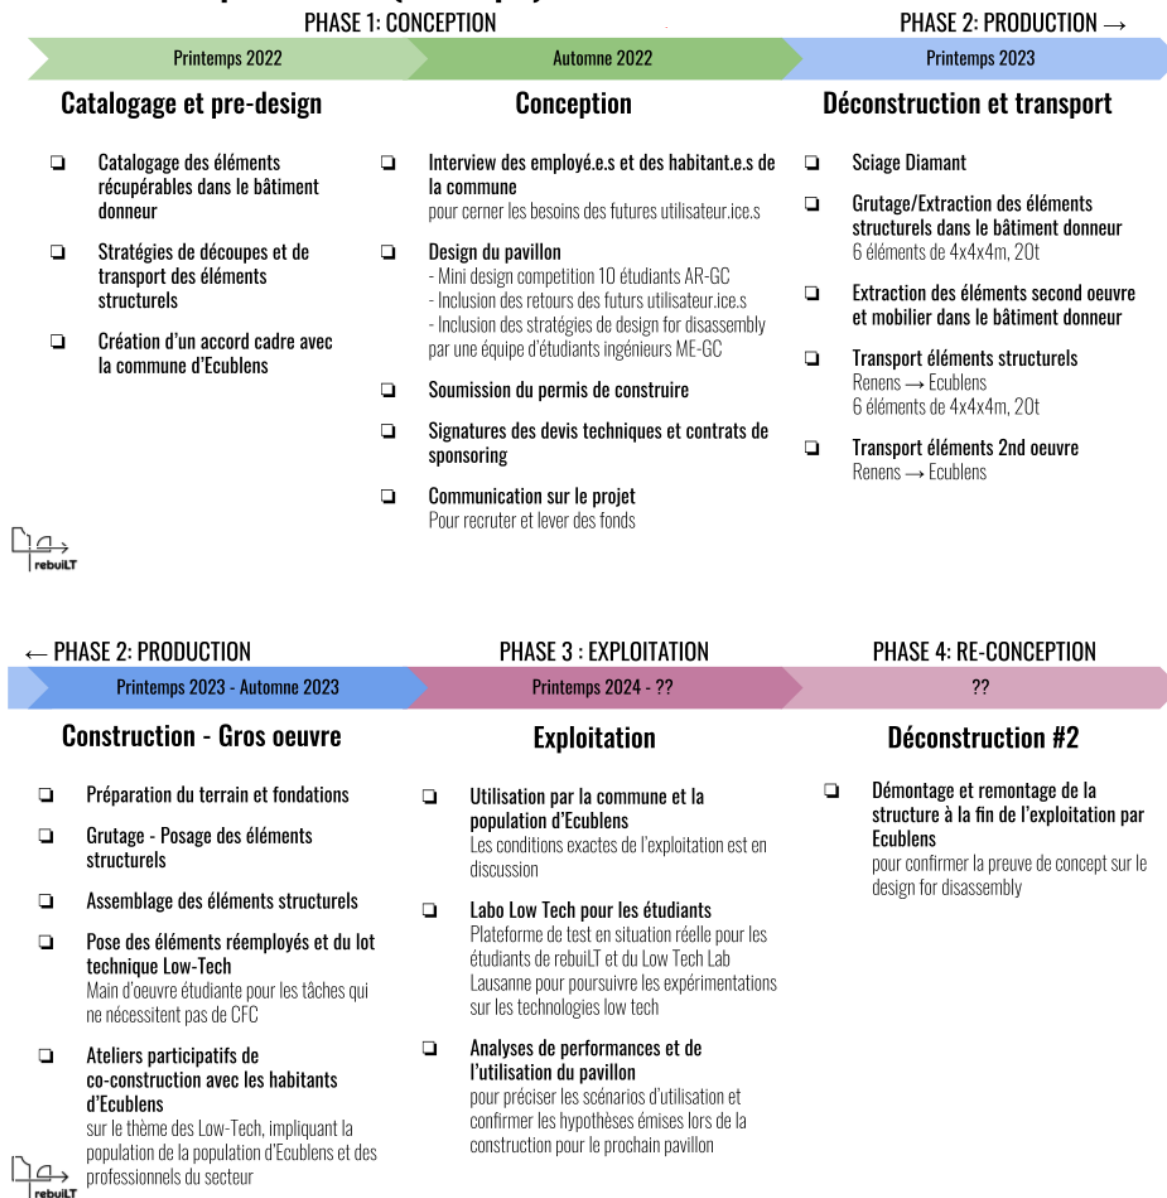 PHASE 1: CONCEPTION
PHASE 2: PRODUCTION →
Printemps 2022
Automne 2022
Printemps 2023
Catalogage et pre-design
❏ Catalogage des éléments
récupérables dans le bâtiment
donneur
❏ Stratégies de découpes et de
transport des éléments
structurels
❏ Création d'un accord cadre avec
la commune d'Ecublens
Conception
❏ Interview des employé.e.s et des habitant.e.s de
la commune
pour cerner les besoins des futures utilisateur.ice.s
❏ Design du pavillon
- Mini design competition 10 étudiants AR-GC
- Inclusion des retours des futurs utilisateur.ice.s
- Inclusion des stratégies de design for disassembly
par une équipe d'étudiants ingénieurs ME-GC
❏ Soumission du permis de construire
❏ Signatures des devis techniques et contrats de
sponsoring
❏ Communication sur le projet
Pour recruter et lever des fonds
Déconstruction et transport
❏ Sciage Diamant
❏ Grutage/Extraction des éléments
structurels dans le bâtiment donneur
6 éléments de 4x4x4m, 20t
❏ Extraction des éléments second oeuvre
et mobilier dans le bâtiment donneur
❏ Transport éléments structurels
Renens → Ecublens
6 éléments de 4x4x4m, 20t
❏ Transport éléments 2nd oeuvre
Renens → Ecublens
rebuiLT
← PHASE 2: PRODUCTION
PHASE 3 : EXPLOITATION
PHASE 4: RE-CONCEPTION
Printemps 2023 - Automne 2023
Printemps 2024 - ??
??
Construction - Gros oeuvre
❏ Préparation du terrain et fondations
❏ Grutage - Posage des éléments
structurels
❏ Assemblage des éléments structurels
❏ Pose des éléments réemployés et du lot
technique Low-Tech
Main d'oeuvre étudiante pour les tâches qui
ne nécessitent pas de CFC
❏ Ateliers participatifs de
co-construction avec les habitants
d'Ecublens
sur le thème des Low-Tech, impliquant la
population de la population d'Ecublens et des
professionnels du secteur
Exploitation
❏ Utilisation par la commune et la
population d'Ecublens
Les conditions exactes de l'exploitation est en
discussion
❏ Labo Low Tech pour les étudiants
Plateforme de test en situation réelle pour les
étudiants de rebuiLT et du Low Tech Lab
Lausanne pour poursuivre les expérimentations
sur les technologies low tech
❏ Analyses de performances et de
l'utilisation du pavillon
pour préciser les scénarios d'utilisation et
confirmer les hypothèses émises lors de la
construction pour le prochain pavillon
Déconstruction #2
❏ Démontage et remontage de la
structure à la fin de l'exploitation par
Ecublens
pour confirmer la preuve de concept sur le
design for disassembly
rebuiLT